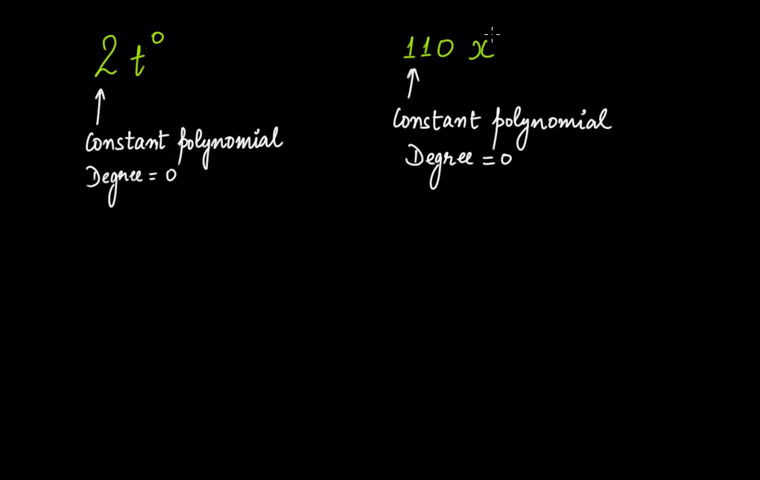 2 t⁰
Constant polynomial
Degree = 0
110 x
Constant polynomial
Degree = 0